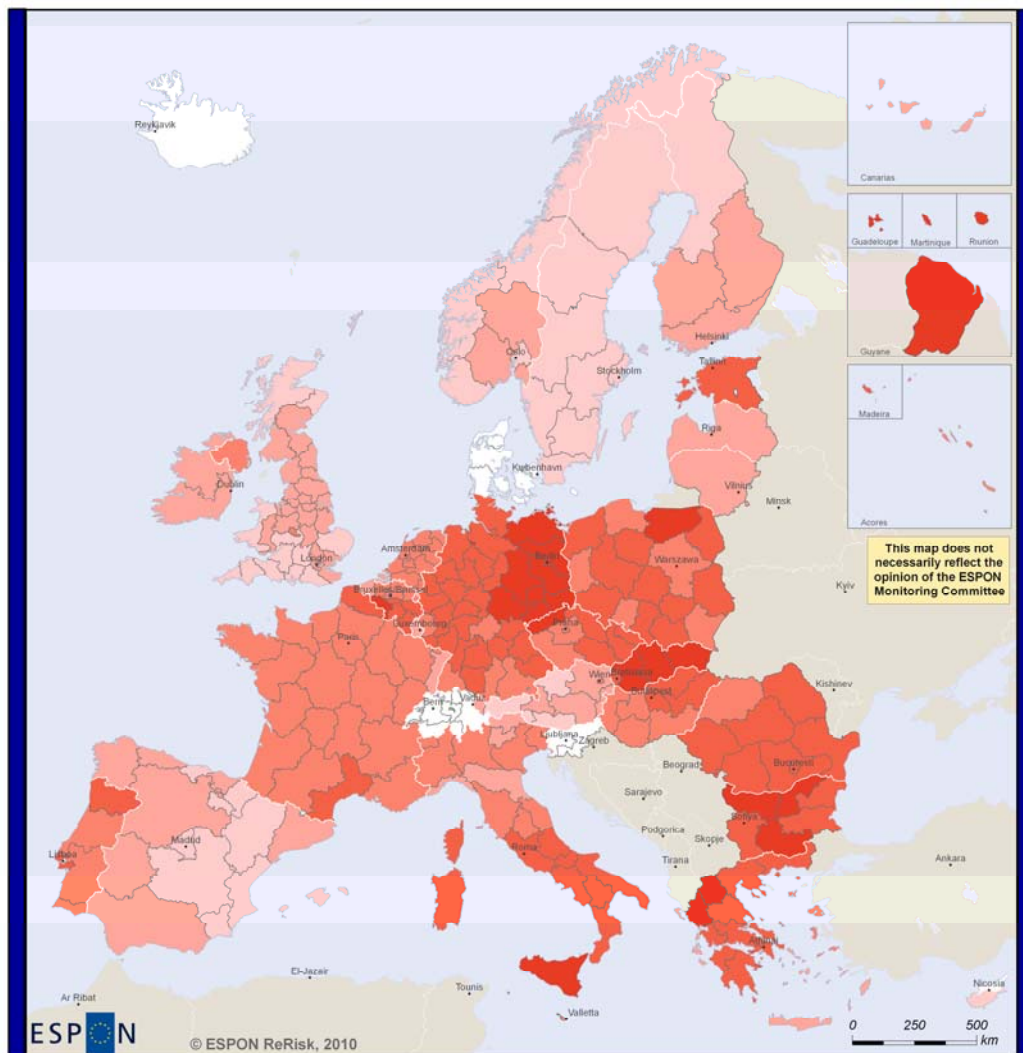 Reykjavik
Canarias
Guadeloupe
Martinique
Rounion
Guyane
Helsinki
Oslo
Tallinn
Stockholm
Madeira
Riga
København
Dublin
Vilnius
Minsk
Acores
London
Amsterdam
Berlin
Warszawa
This map does not
necessarily reflect the
opinion of the ESPON
Monitoring Committee
Bruxelles-Brussel
Kyiv
Luxembourg
Praha
Paris
Wien
Bratislava
Kishinev
Bern
Vaduz
Budapest
Ljubljana
Zagreb
Beograd
Bucuresti
Sarajevo
Sofiya
Madrid
Podgorica
Skopje
Roma
Lisboa
Tirana
Ankara
Athinai
El-Jazair
Tounis
Nicosia
Ar Ribat
Valletta
ESPON
© ESPON ReRisk, 2010
0 250 500
km